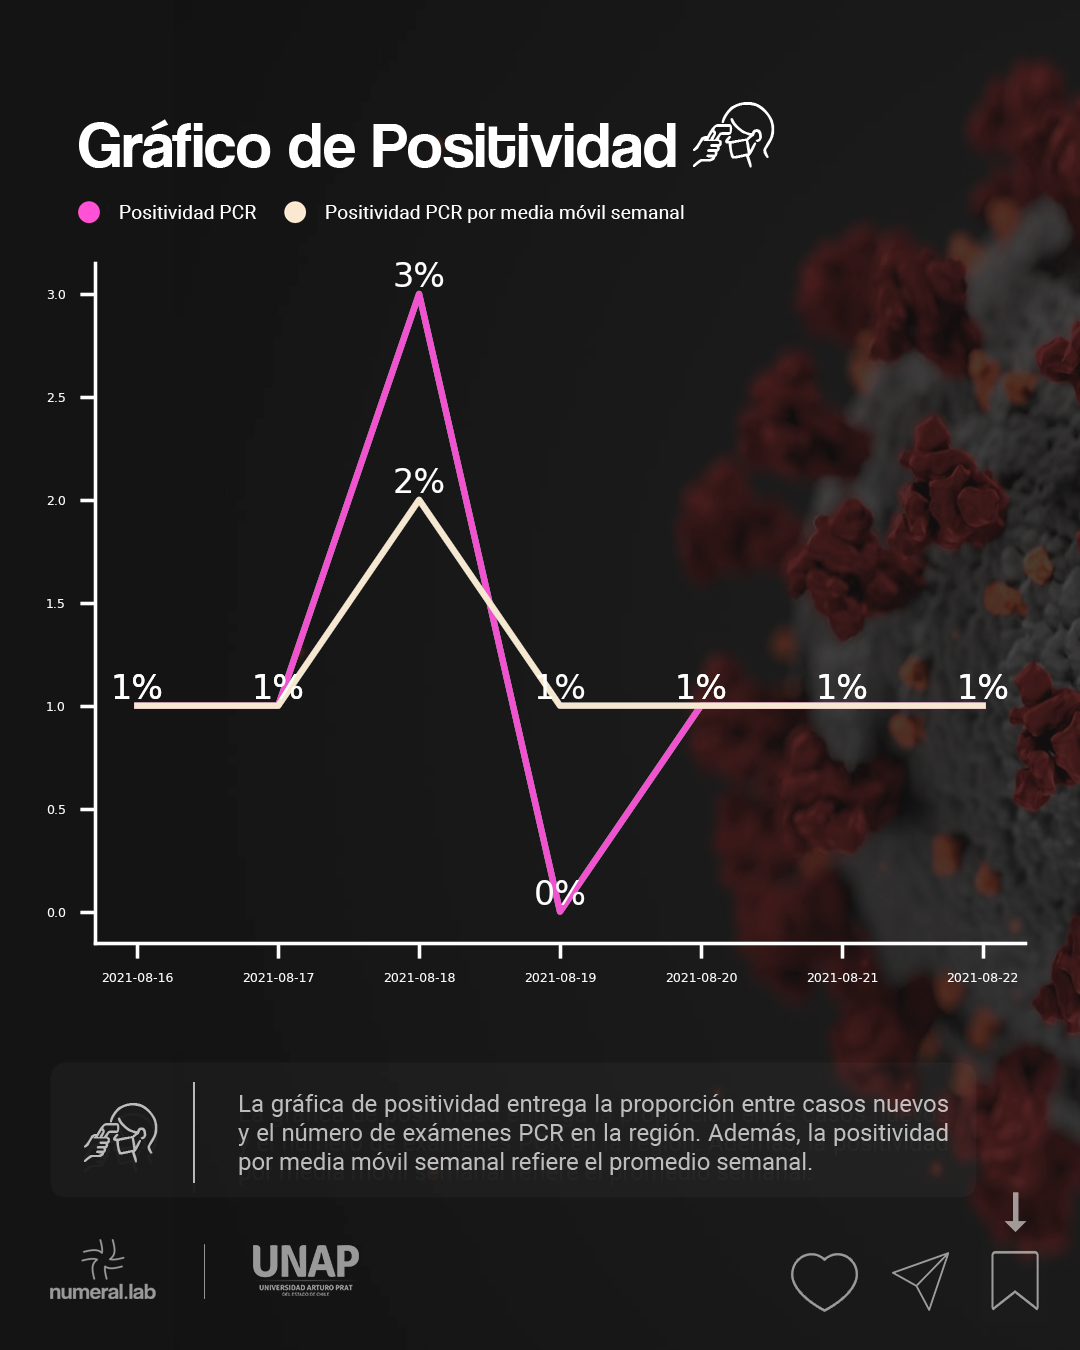 Gráfico de Positividad
Positividad PCR
Positividad PCR por media móvil semanal
3%
3.0
2.5
2%
2.0
1.5
1% 1% 1% 1% 1% 1%
1.0
0.5
0%
0.0
2021-08-16 2021-08-17 2021-08-18 2021-08-19 2021-08-20 2021-08-21 2021-08-22
La gráfica de positividad entrega la proporción entre casos nuevos
y el número de exámenes PCR en la región. Además, la positividad
por media móvil semanal refiere el promedio semanal.
numeral.lab
UNAP
UNIVERSIDAD ARTURO PRAT
DEL ESTADO DE CHILE